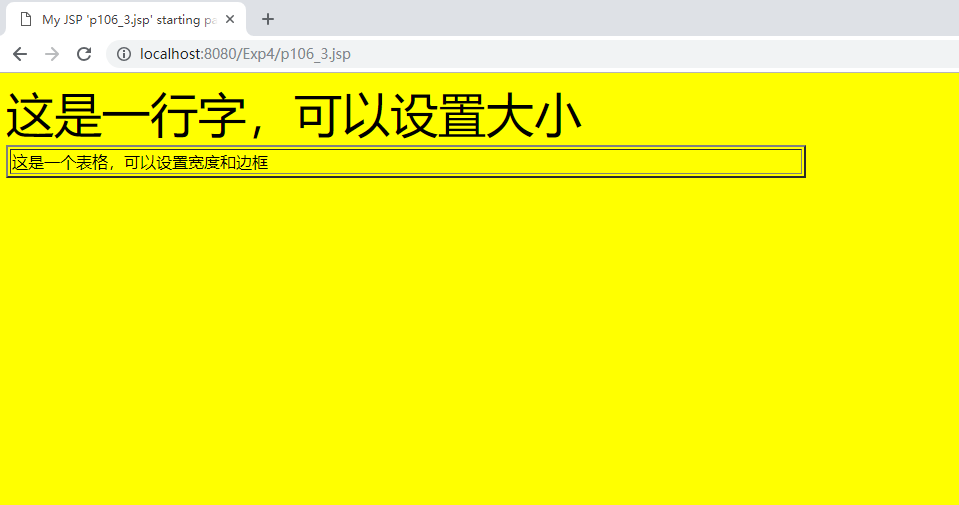 My JSP 'p106_3.jsp' starting pa
localhost:8080/Exp4/p106_3.jsp
这是一行字，可以设置大小
这是一个表格，可以设置宽度和边框